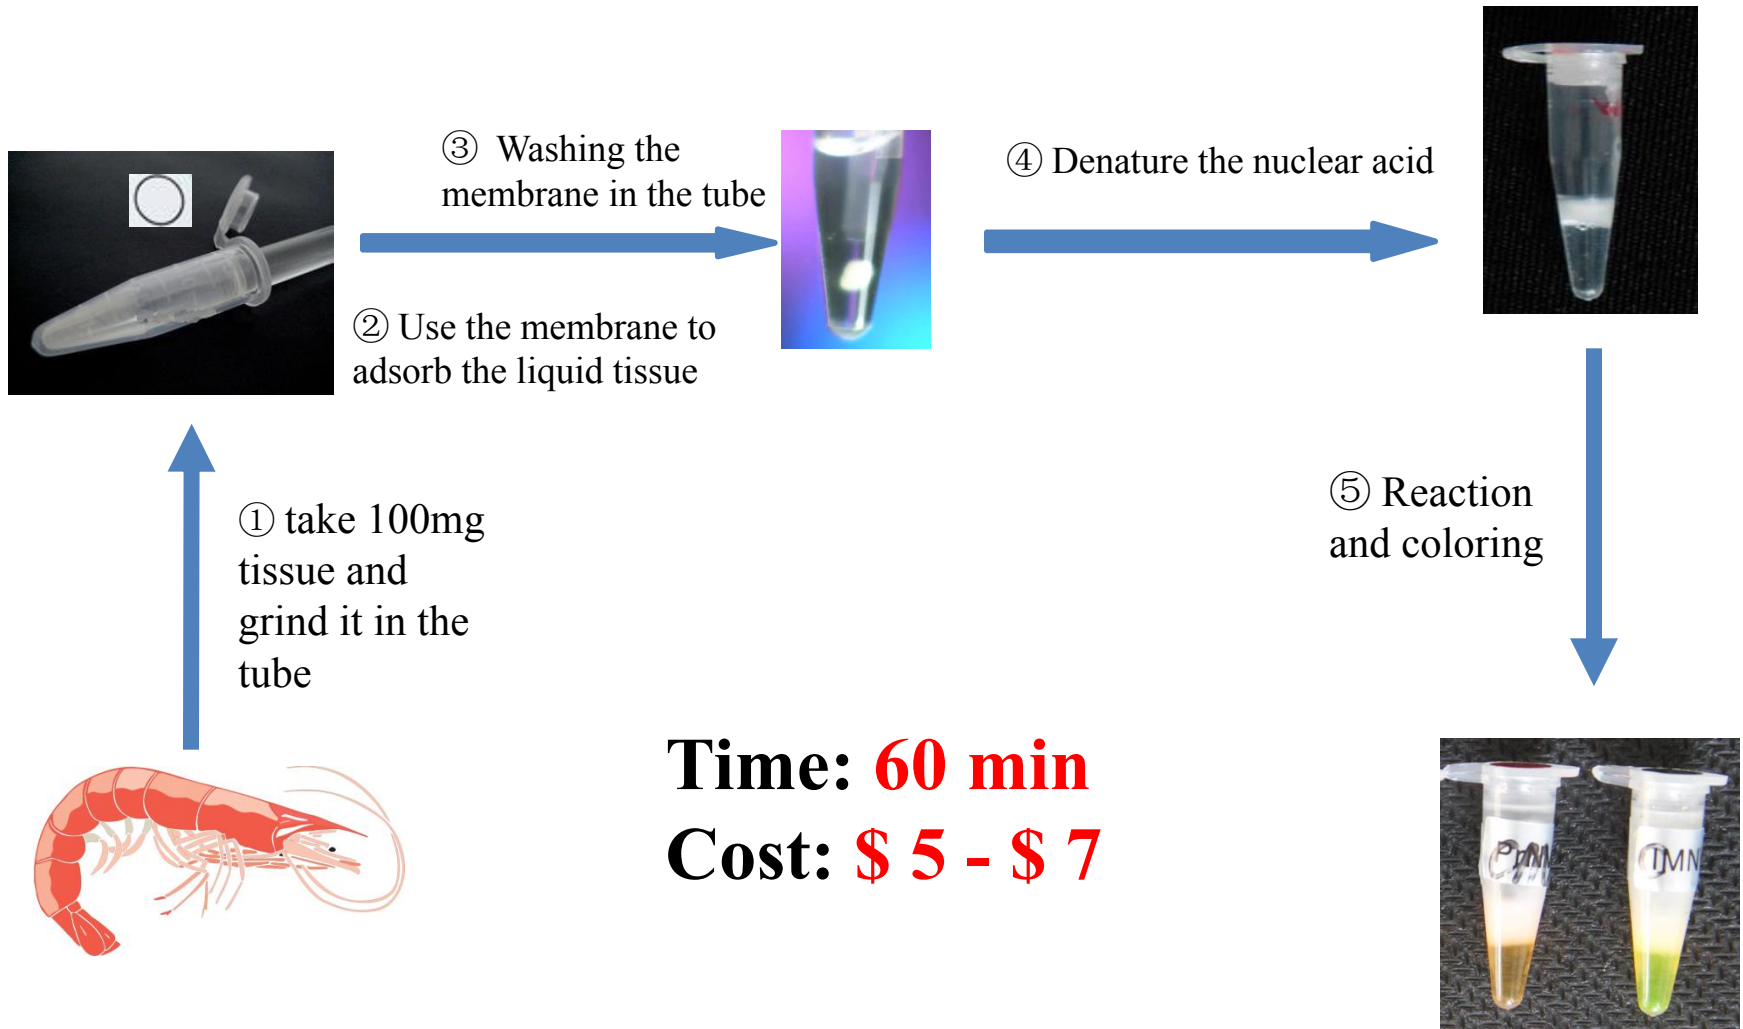 ① take 100mg
tissue and
grind it in the
tube
② Use the membrane to
adsorb the liquid tissue
③ Washing the
membrane in the tube
④ Denature the nuclear acid
⑤ Reaction
and coloring
Time: 60 min
Cost: $ 5 - $ 7
IMN